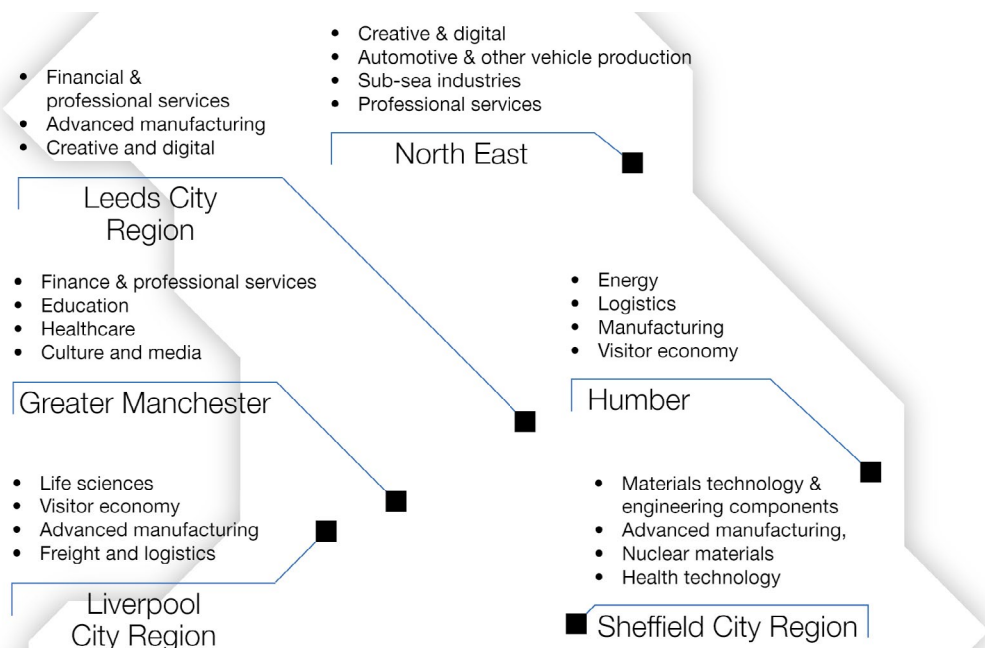 • Creative & digital
• Automotive & other vehicle production
• Sub-sea industries
• Professional services
North East
• Financial &
professional services
• Advanced manufacturing
• Creative and digital
Leeds City
Region
• Finance & professional services
• Education
• Healthcare
• Culture and media
Greater Manchester
• Energy
• Logistics
• Manufacturing
• Visitor economy
Humber
• Life sciences
• Visitor economy
• Advanced manufacturing
• Freight and logistics
Liverpool
City Region
• Materials technology &
engineering components
• Advanced manufacturing,
• Nuclear materials
• Health technology
Sheffield City Region